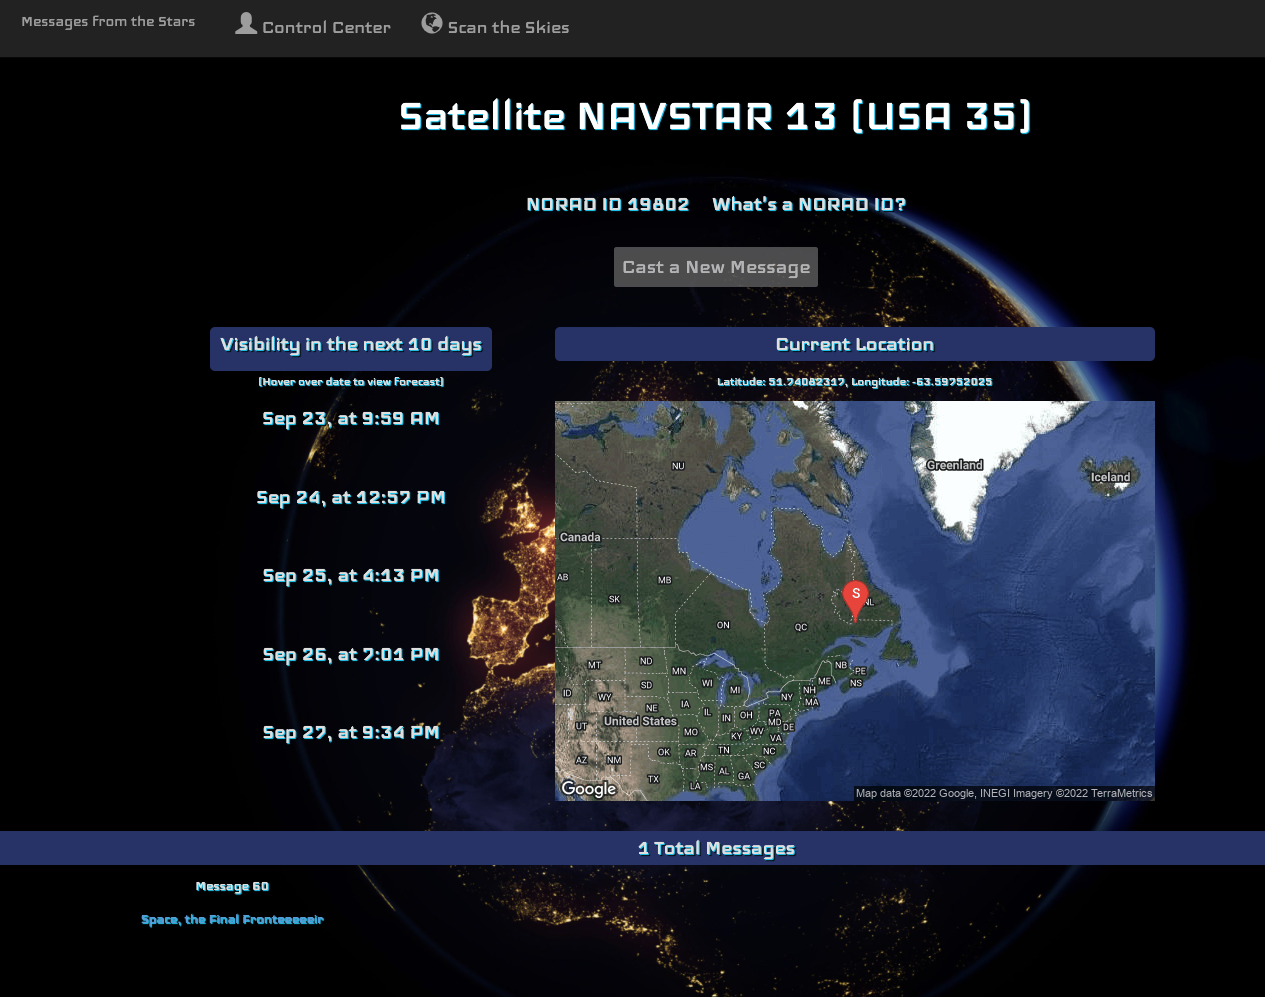 Messages from the Stars
Control Center
Scan the Skies
Satellite NAVSTAR 13 (USA 35)
NORAD ID 19802 What's a NORAD ID?
Cast a New Message
Visibility in the next 10 days
(Hover over date to view forecast)
Sep 23, at 9:59 AM
Sep 24, at 12:57 PM
Sep 25, at 4:13 PM
Sep 26, at 7:01 PM
Sep 27, at 9:34 PM
Current Location
Latitude: 51.74082317, Longitude: -63.59752025
NU
Greenland
Iceland
Canada
AB
MB
SK
S
NL
ON
QC
NB
PE
NS
MT
ND
MN
SD
WI
MI
ME
NH
NY
MA
ID
WY
NE
IA
IL
IN
OH
PA
MD
DE
UT
United States
MO
KY
WV
VA
AZ
NM
OK
AR
TN
NC
MS
AL
GA
SC
TX
LA
Google
Map data ©2022 Google, INEGI Imagery ©2022 TerraMetrics
1 Total Messages
Message 60
Space, the Final Fronteeeeeir